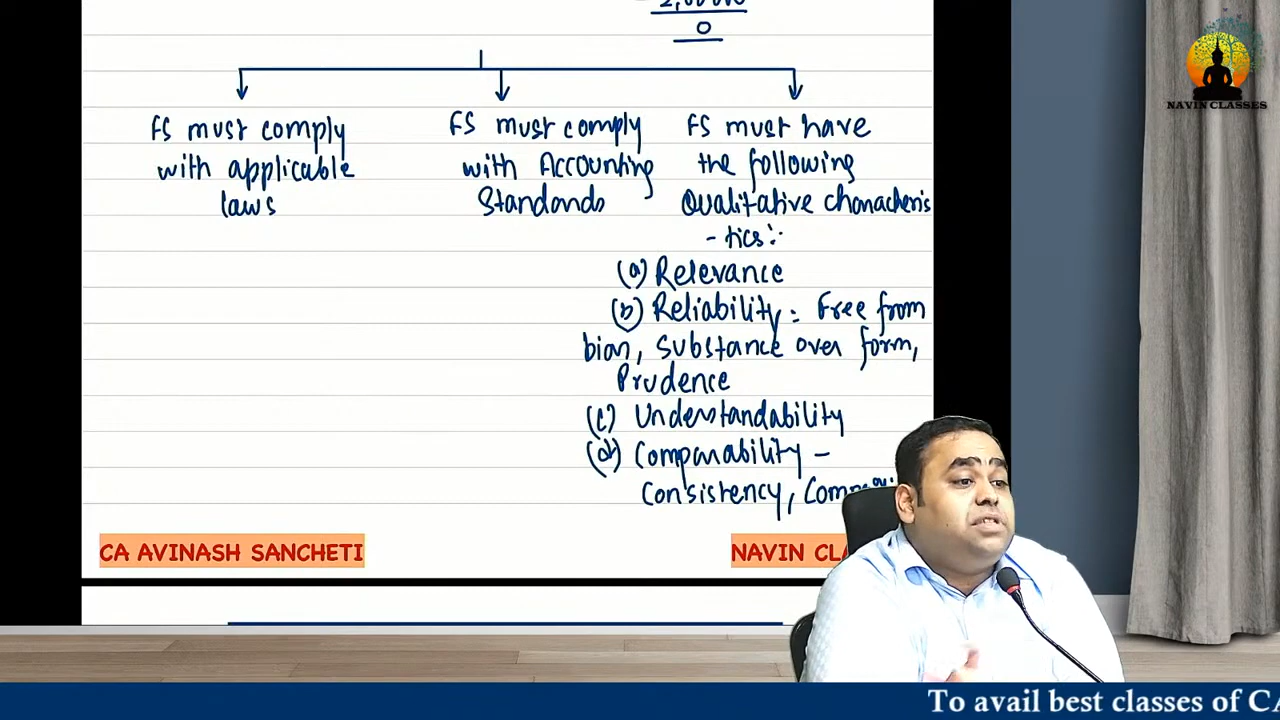 0
NAVIN CLASSES
FS must comply
with applicable
laws
FS must comply
with Accounting
Standards
FS must have
the following
Qualitative characteris
-tics:
(a) Relevance
(b) Reliability : Free from
bias, Substance over form,
Prudence
(c) Understandability
(d) Comparability -
Consistency,
CA AVINASH SANCHETI
NAVIN
To avail best classes of